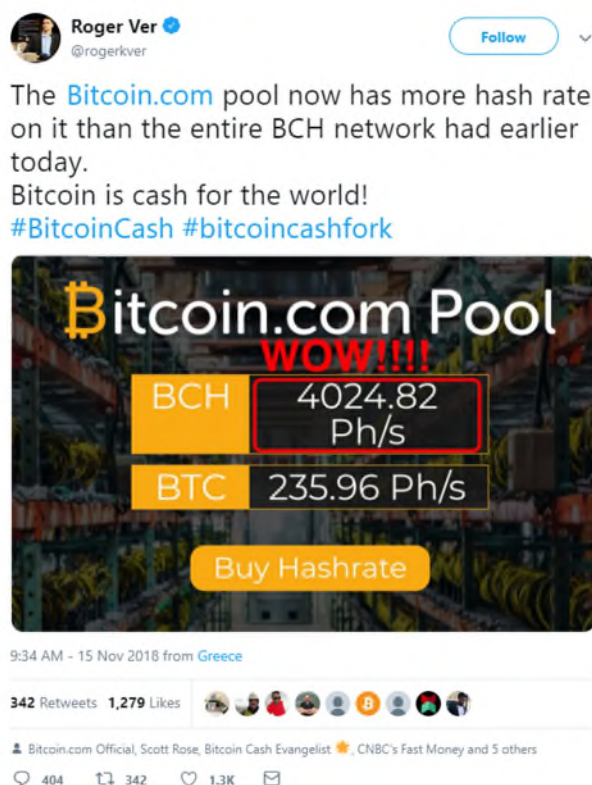 Roger Ver
@rogerkver
Follow
The Bitcoin.com pool now has more hash rate
on it than the entire BCH network had earlier
today.
Bitcoin is cash for the world!
#BitcoinCash #bitcoincashfork
Bitcoin.com Pool
WOW!!!!
BCH 4024.82
Ph/s
BTC 235.96 Ph/s
Buy Hashrate
9:34 AM - 15 Nov 2018 from Greece
342 Retweets 1,279 Likes
Bitcoin.com Official, Scott Rose, Bitcoin Cash Evangelist , CNBC's Fast Money and 5 others
404 342 1.3K